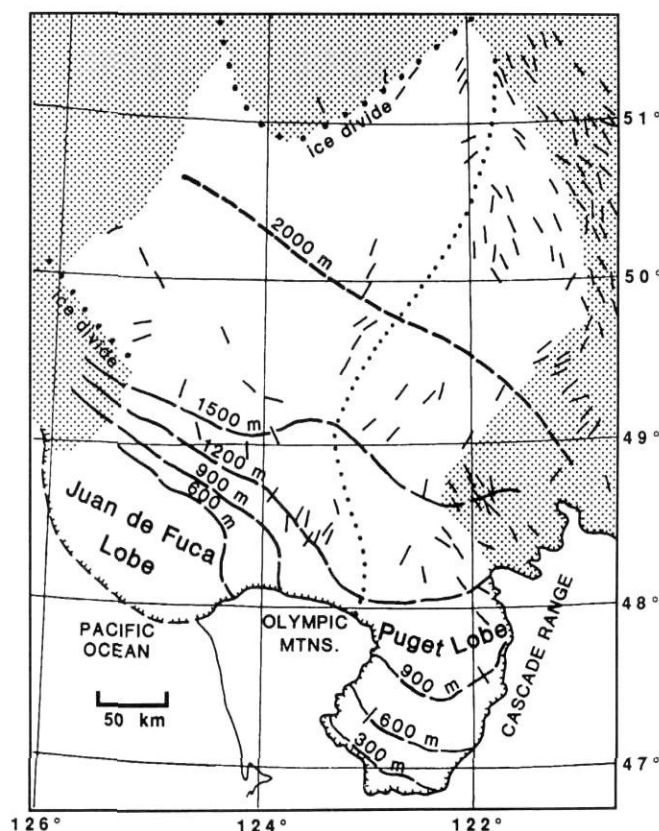 ice divide
51°
2000 m
50°
ice divide
1500 m
1200 m
900 m
600 m
49°
Juan de Fuca
Lobe
48°
PACIFIC
OCEAN
OLYMPIC
MTNS.
Puget Lobe
CASCADE RANGE
900 m
600 m
300 m
50 km
47°
126°
124°
122°